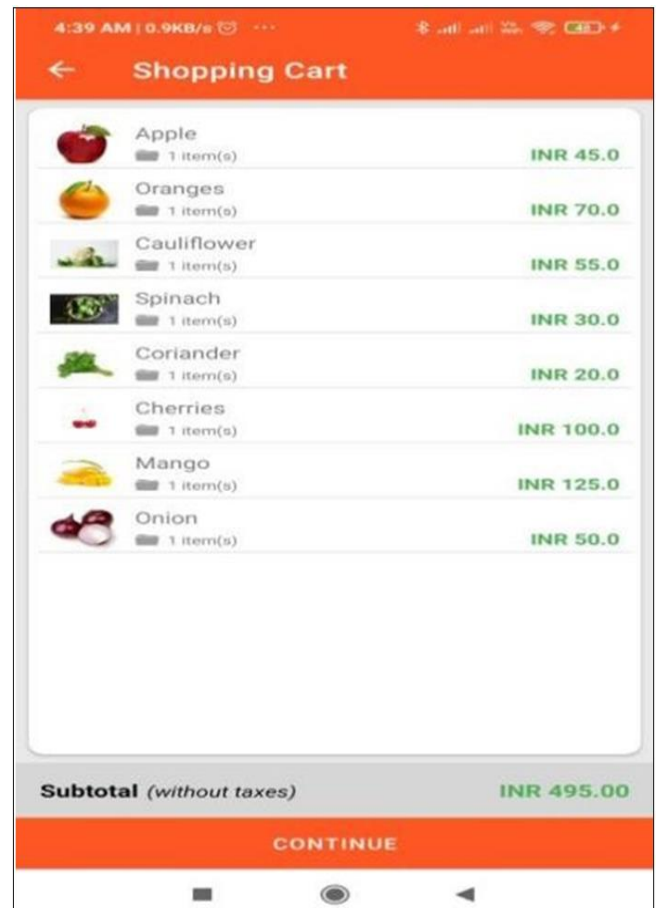 4:39 AM | 0.9KB/s
Shopping Cart
Apple
1 item(s)
INR 45.0
Oranges
1 item(s)
INR 70.0
Cauliflower
1 item(s)
INR 55.0
Spinach
1 item(s)
INR 30.0
Coriander
1 item(s)
INR 20.0
Cherries
1 item(s)
INR 100.0
Mango
1 item(s)
INR 125.0
Onion
1 item(s)
INR 50.0
Subtotal (without taxes)
INR 495.00
CONTINUE